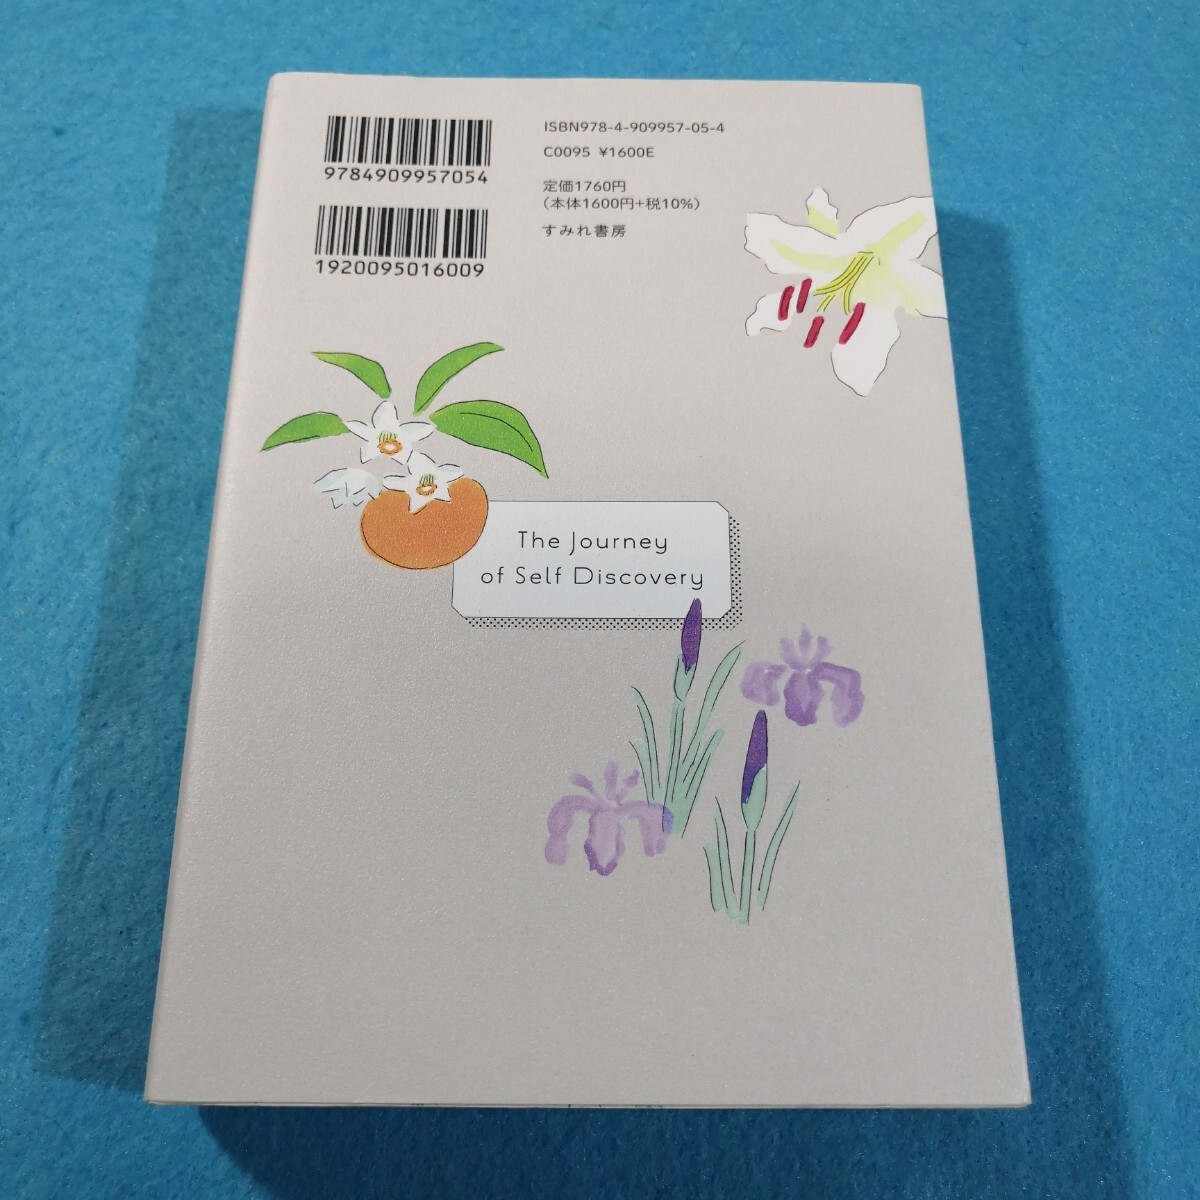 9784909957054
1920095016009
ISBN978-4-909957-05-4
C0095 ¥1600E
定価1760円
(本体1600円+税10%)
すみれ書房
The Journey
of Self Discovery